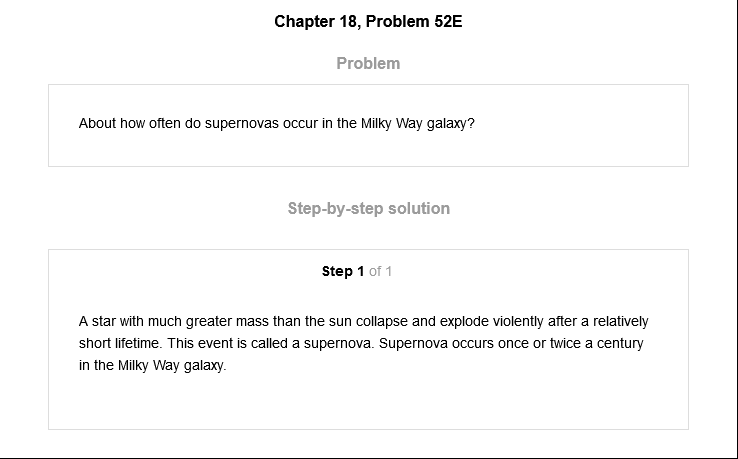 Chapter 18, Problem 52E
Problem
About how often do supernovas occur in the Milky Way galaxy?
Step-by-step solution
Step 1 of 1
A star with much greater mass than the sun collapse and explode violently after a relatively
short lifetime. This event is called a supernova. Supernova occurs once or twice a century
in the Milky Way galaxy.